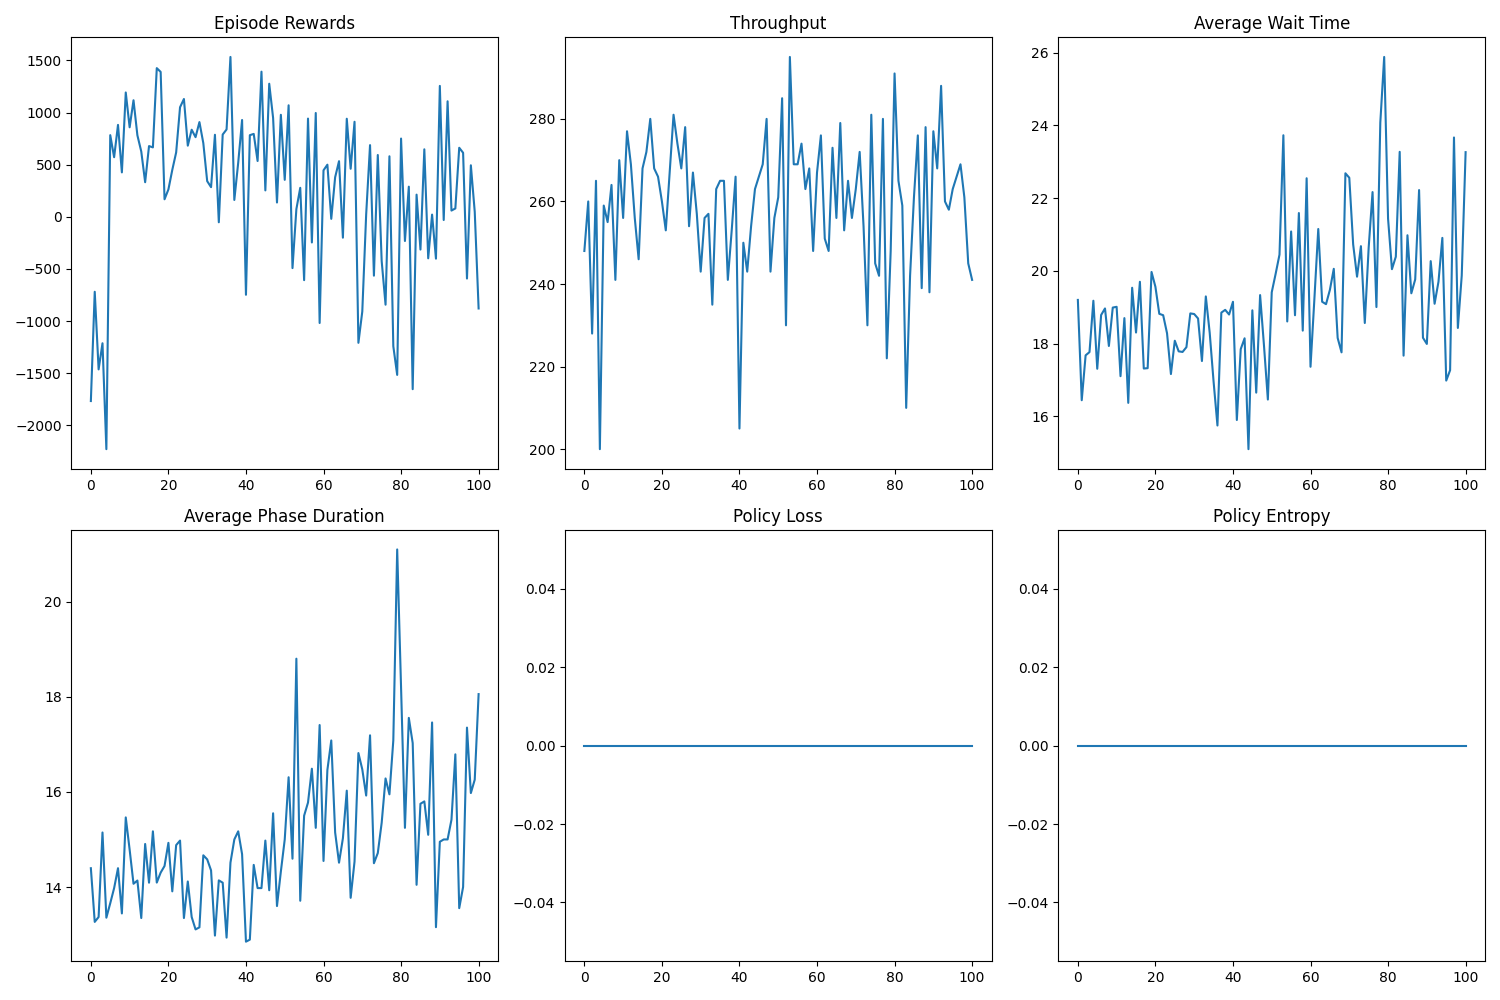 Episode Rewards
1500
1000
500
0
−500
−1000
−1500
−2000
0 20 40 60 80 100
Throughput
280
260
240
220
200
0 20 40 60 80 100
Average Wait Time
26
24
22
20
18
16
0 20 40 60 80 100
Average Phase Duration
20
18
16
14
0 20 40 60 80 100
Policy Loss
0.04
0.02
0.00
−0.02
−0.04
0 20 40 60 80 100
Policy Entropy
0.04
0.02
0.00
−0.02
−0.04
0 20 40 60 80 100